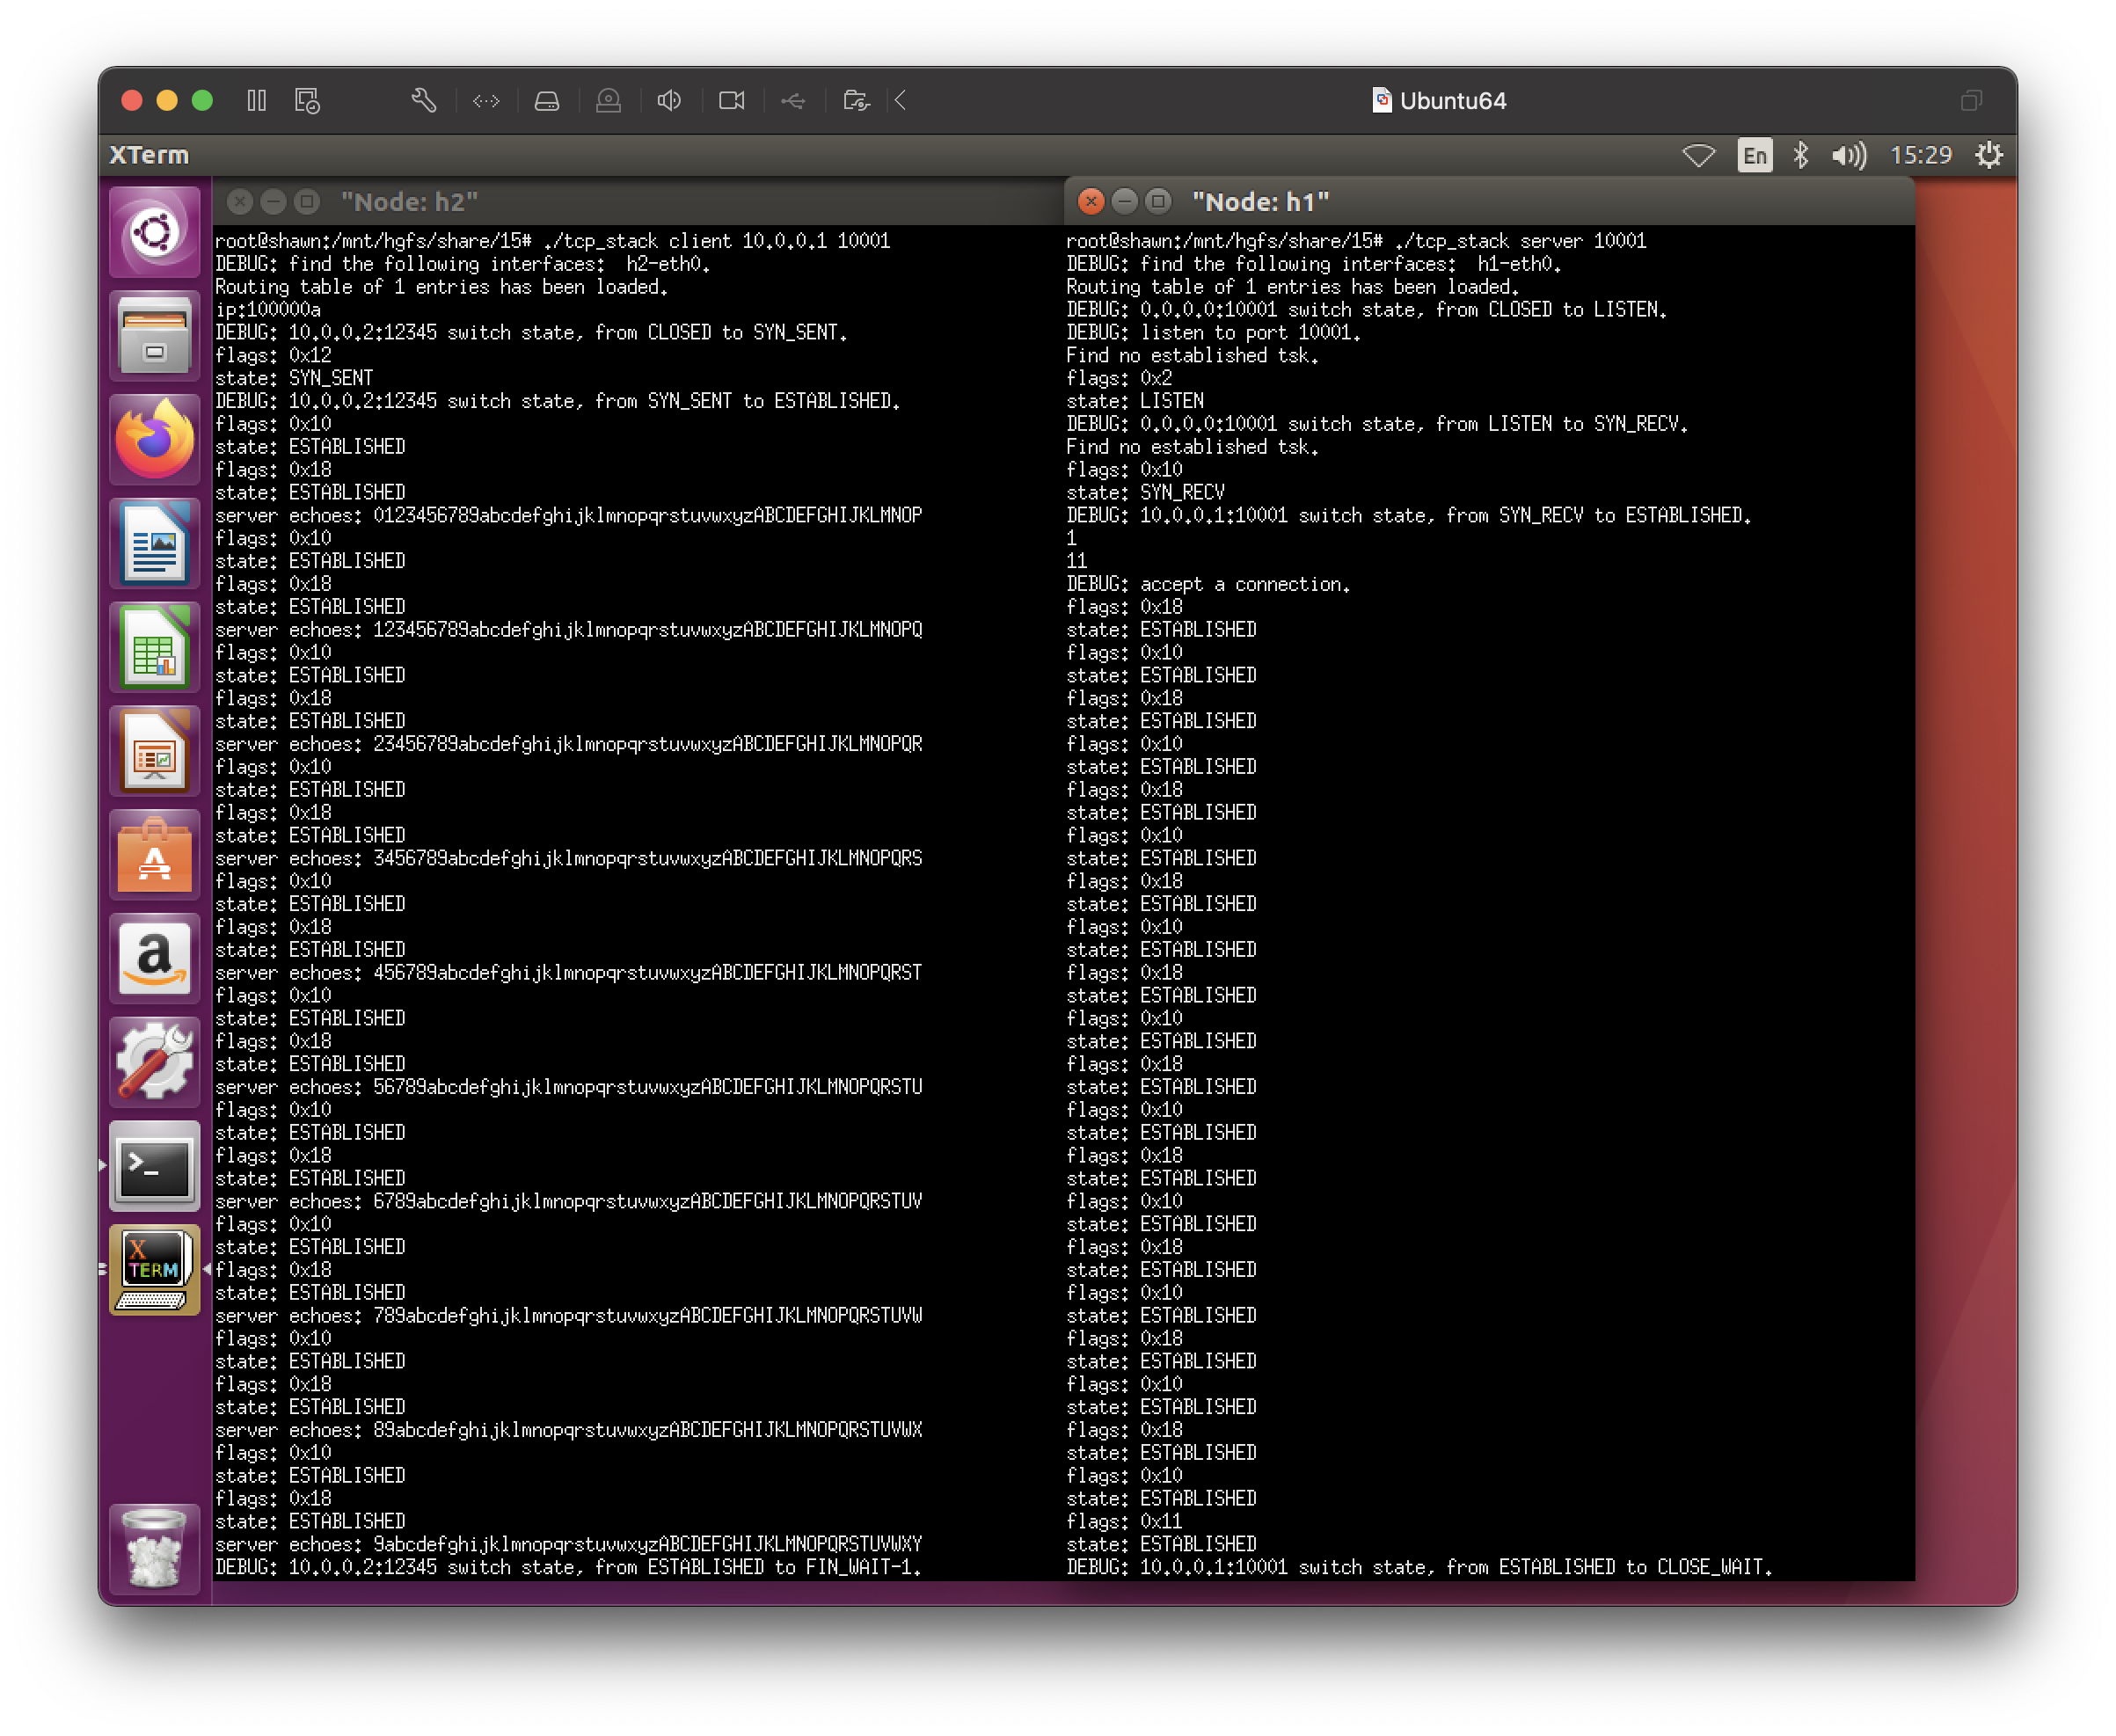 Ubuntu64
XTerm
En
15:29
"Node: h2"
root@shawn:/mnt/hgfs/share/15# ./tcp_stack client 10.0.0.1 10001
DEBUG: find the following interfaces:  h2-eth0.
Routing table of 1 entries has been loaded.
ip:100000a
DEBUG: 10.0.0.2:12345 switch state, from CLOSED to SYN_SENT.
flags: 0x12
state: SYN_SENT
DEBUG: 10.0.0.2:12345 switch state, from SYN_SENT to ESTABLISHED.
flags: 0x10
state: ESTABLISHED
flags: 0x18
state: ESTABLISHED
server echoes: 0123456789abcdefghijklmnopqrstuvwxyzABCDEFGHIJKLMNOP
flags: 0x10
state: ESTABLISHED
flags: 0x18
state: ESTABLISHED
server echoes: 123456789abcdefghijklmnopqrstuvwxyzABCDEFGHIJKLMNOPQ
flags: 0x10
state: ESTABLISHED
flags: 0x18
state: ESTABLISHED
server echoes: 23456789abcdefghijklmnopqrstuvwxyzABCDEFGHIJKLMNOPQR
flags: 0x10
state: ESTABLISHED
flags: 0x18
state: ESTABLISHED
server echoes: 3456789abcdefghijklmnopqrstuvwxyzABCDEFGHIJKLMNOPQRS
flags: 0x10
state: ESTABLISHED
flags: 0x18
state: ESTABLISHED
server echoes: 456789abcdefghijklmnopqrstuvwxyzABCDEFGHIJKLMNOPQRST
flags: 0x10
state: ESTABLISHED
flags: 0x18
state: ESTABLISHED
server echoes: 56789abcdefghijklmnopqrstuvwxyzABCDEFGHIJKLMNOPQRSTU
flags: 0x10
state: ESTABLISHED
flags: 0x18
state: ESTABLISHED
server echoes: 6789abcdefghijklmnopqrstuvwxyzABCDEFGHIJKLMNOPQRSTUV
flags: 0x10
state: ESTABLISHED
flags: 0x18
state: ESTABLISHED
server echoes: 789abcdefghijklmnopqrstuvwxyzABCDEFGHIJKLMNOPQRSTUVW
flags: 0x10
state: ESTABLISHED
flags: 0x18
state: ESTABLISHED
server echoes: 89abcdefghijklmnopqrstuvwxyzABCDEFGHIJKLMNOPQRSTUVWX
flags: 0x10
state: ESTABLISHED
flags: 0x18
state: ESTABLISHED
server echoes: 9abcdefghijklmnopqrstuvwxyzABCDEFGHIJKLMNOPQRSTUVWXY
DEBUG: 10.0.0.2:12345 switch state, from ESTABLISHED to FIN_WAIT-1.
"Node: h1"
root@shawn:/mnt/hgfs/share/15# ./tcp_stack server 10001
DEBUG: find the following interfaces:  h1-eth0.
Routing table of 1 entries has been loaded.
DEBUG: 0.0.0.0:10001 switch state, from CLOSED to LISTEN.
DEBUG: listen to port 10001.
Find no established tsk.
flags: 0x2
state: LISTEN
DEBUG: 0.0.0.0:10001 switch state, from LISTEN to SYN_RECV.
Find no established tsk.
flags: 0x10
state: SYN_RECV
DEBUG: 10.0.0.1:10001 switch state, from SYN_RECV to ESTABLISHED.
1
11
DEBUG: accept a connection.
flags: 0x18
state: ESTABLISHED
flags: 0x10
state: ESTABLISHED
flags: 0x18
state: ESTABLISHED
flags: 0x10
state: ESTABLISHED
flags: 0x18
state: ESTABLISHED
flags: 0x10
state: ESTABLISHED
flags: 0x18
state: ESTABLISHED
flags: 0x10
state: ESTABLISHED
flags: 0x18
state: ESTABLISHED
flags: 0x10
state: ESTABLISHED
flags: 0x18
state: ESTABLISHED
flags: 0x10
state: ESTABLISHED
flags: 0x18
state: ESTABLISHED
flags: 0x10
state: ESTABLISHED
flags: 0x18
state: ESTABLISHED
flags: 0x10
state: ESTABLISHED
flags: 0x18
state: ESTABLISHED
flags: 0x10
state: ESTABLISHED
flags: 0x18
state: ESTABLISHED
flags: 0x10
state: ESTABLISHED
flags: 0x11
state: ESTABLISHED
DEBUG: 10.0.0.1:10001 switch state, from ESTABLISHED to CLOSE_WAIT.
A
a
>_
X
TERM